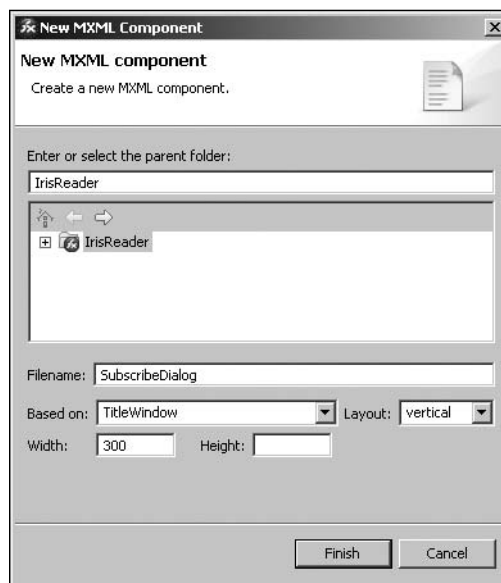 New MXML Component
New MXML component
Create a new MXML component.
Enter or select the parent folder:
IrisReader
IrisReader
Filename: SubscribeDialog
Based on: TitleWindow Layout: vertical
Width: 300 Height:
Finish Cancel